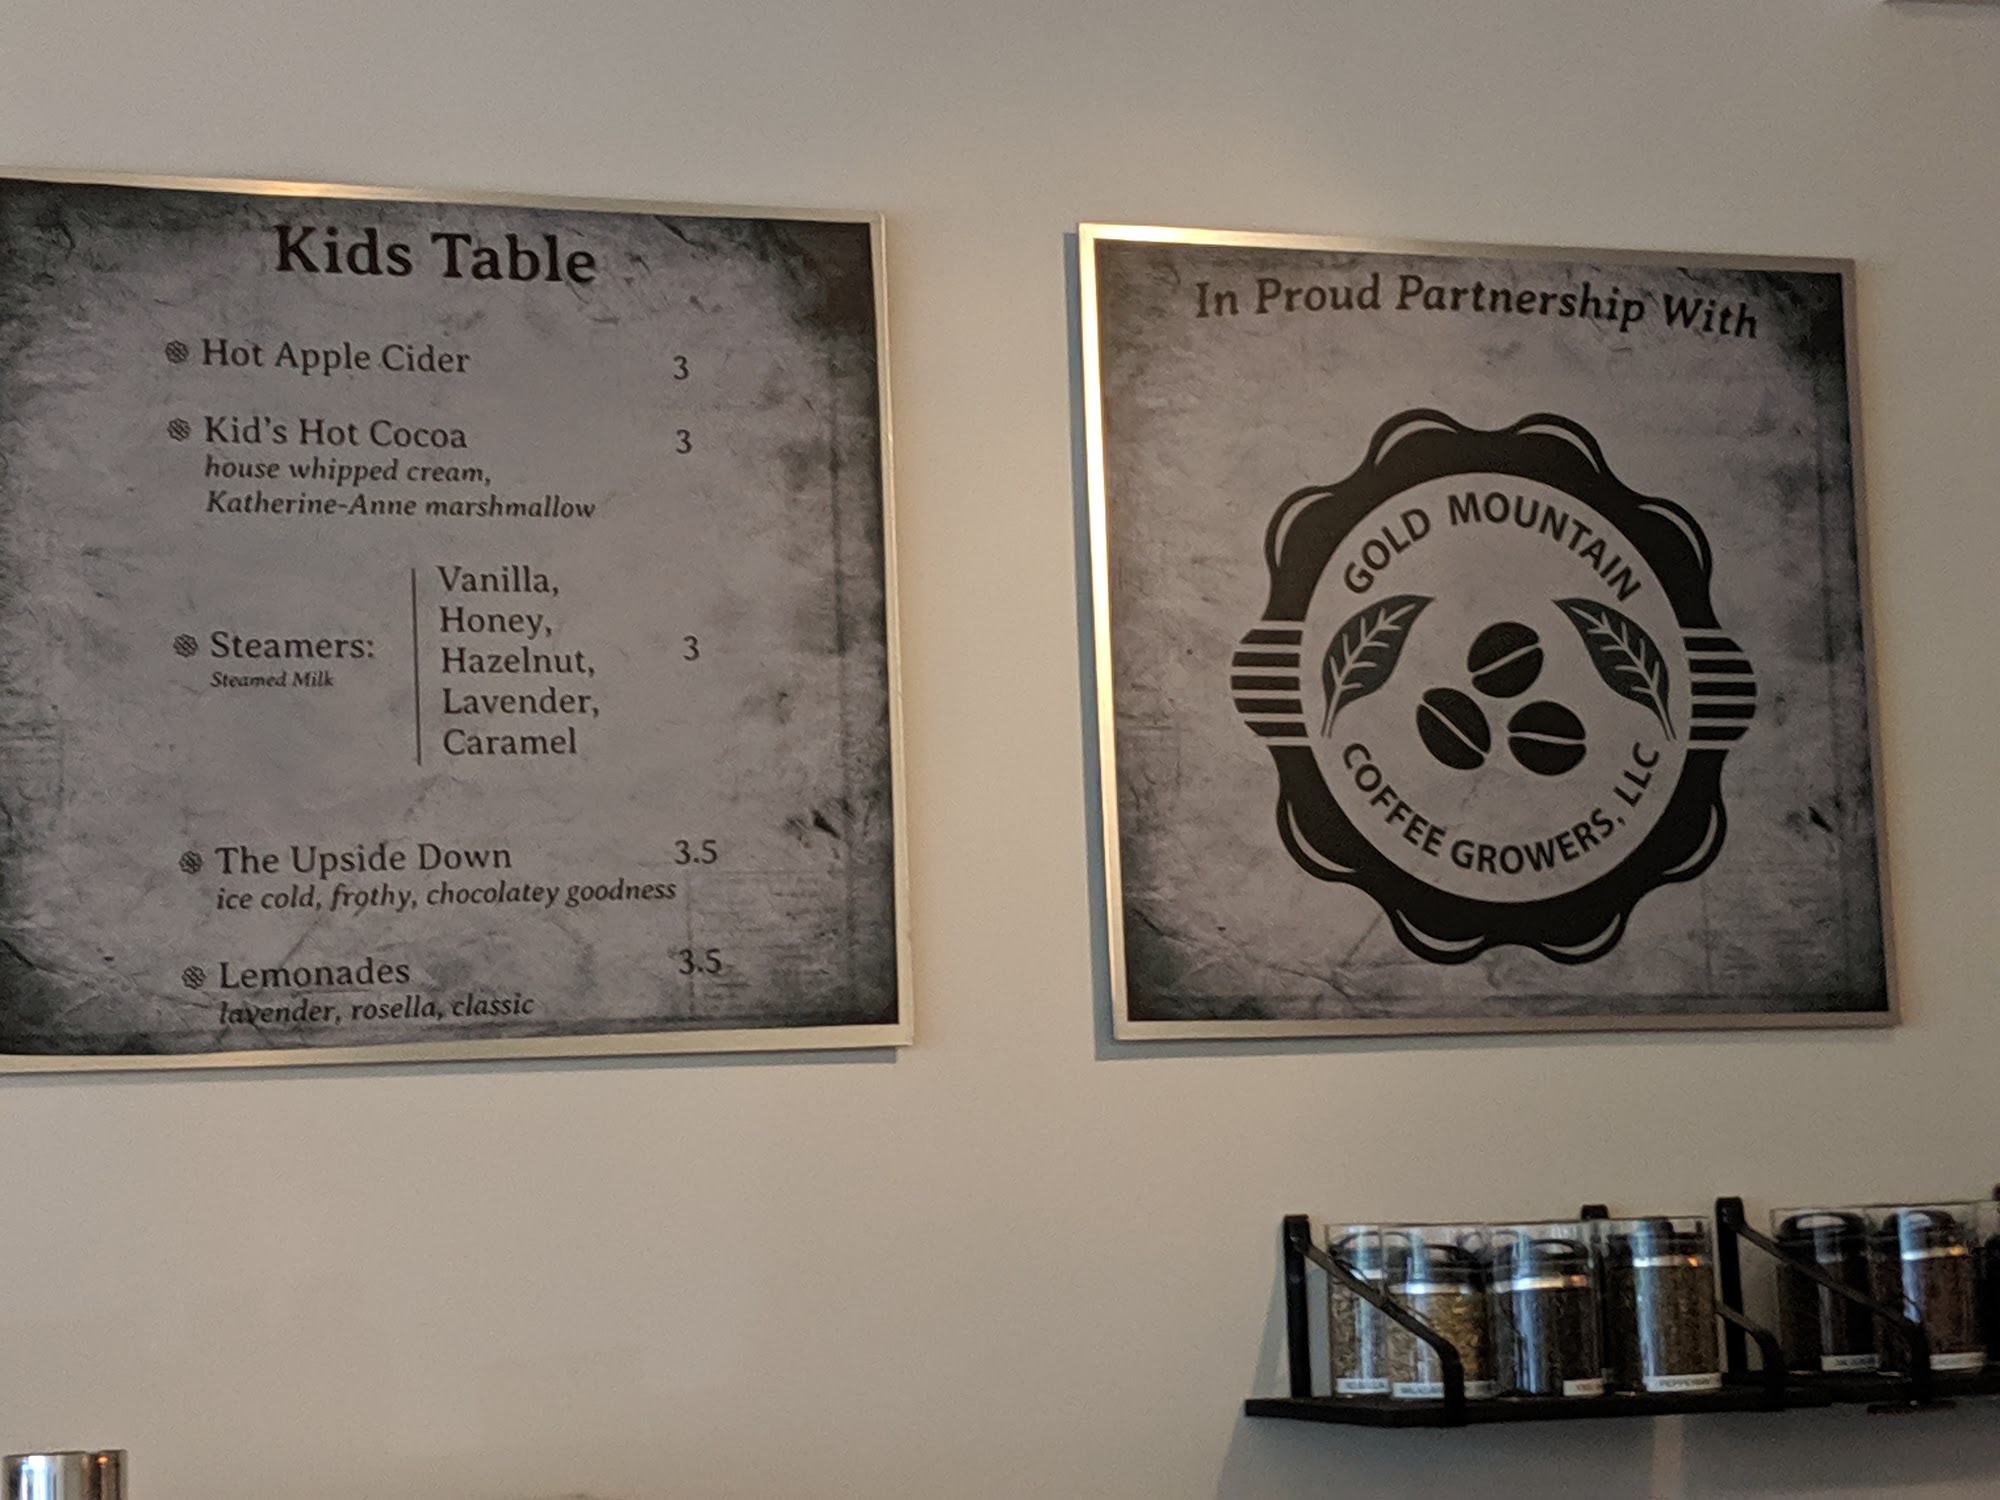 Kids Table
Hot Apple Cider 3
Kid's Hot Cocoa 3
house whipped cream,
Katherine-Anne marshmallow
Steamers: 3
Steamed Milk
Vanilla,
Honey,
Hazelnut,
Lavender,
Caramel
The Upside Down 3.5
ice cold, frothy, chocolatey goodness
Lemonades 3.5
lavender, rosella, classic
In Proud Partnership With
GOLD MOUNTAIN
COFFEE GROWERS, LLC